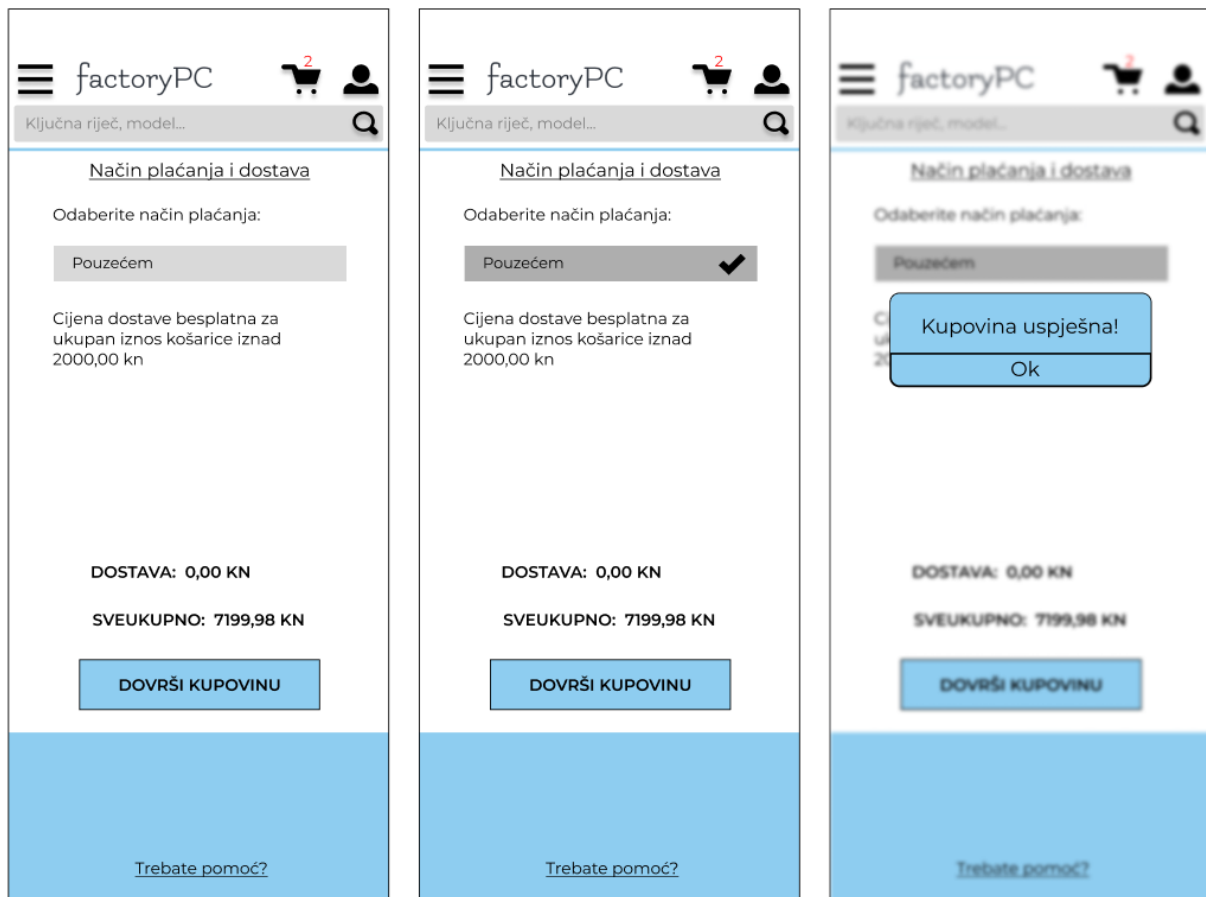 2
factoryPC
Ključna riječ, model...
Način plaćanja i dostava
Odaberite način plaćanja:
Pouzećem
Cijena dostave besplatna za
ukupan iznos košarice iznad
2000,00 kn
DOSTAVA: 0,00 KN
SVEUKUPNO: 7199,98 KN
DOVRŠI KUPOVINU
Trebate pomoć?
2
factoryPC
Ključna riječ, model...
Način plaćanja i dostava
Odaberite način plaćanja:
Pouzećem
Cijena dostave besplatna za
ukupan iznos košarice iznad
2000,00 kn
DOSTAVA: 0,00 KN
SVEUKUPNO: 7199,98 KN
DOVRŠI KUPOVINU
Trebate pomoć?
2
factoryPC
Ključna riječ, model...
Način plaćanja i dostava
Odaberite način plaćanja:
Pouzećem
Kupovina uspješna!
Ok
DOSTAVA: 0,00 KN
SVEUKUPNO: 7199,98 KN
DOVRŠI KUPOVINU
Trebate pomoć?